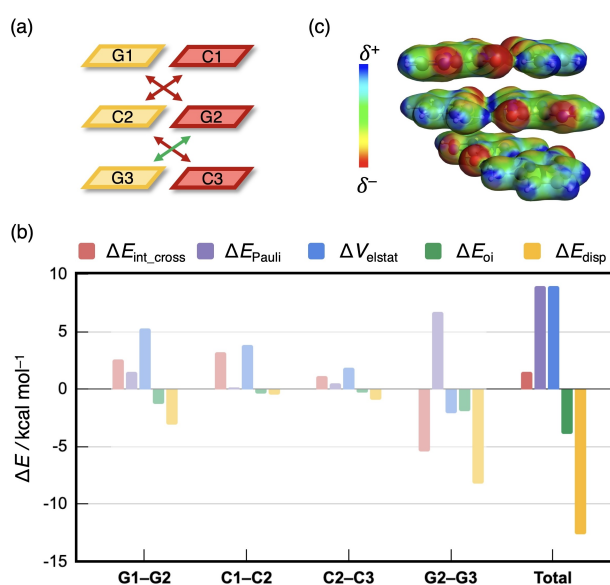 (a)
G1 C1
C2 G2
G3 C3
(c)
δ+
δ−
(b)
ΔEint_cross ΔEPauli ΔVelstat ΔEoi ΔEdisp
ΔE / kcal mol−1
10
5
0
-5
-10
-15
G1–G2 C1–C2 C2–C3 G2–G3 Total